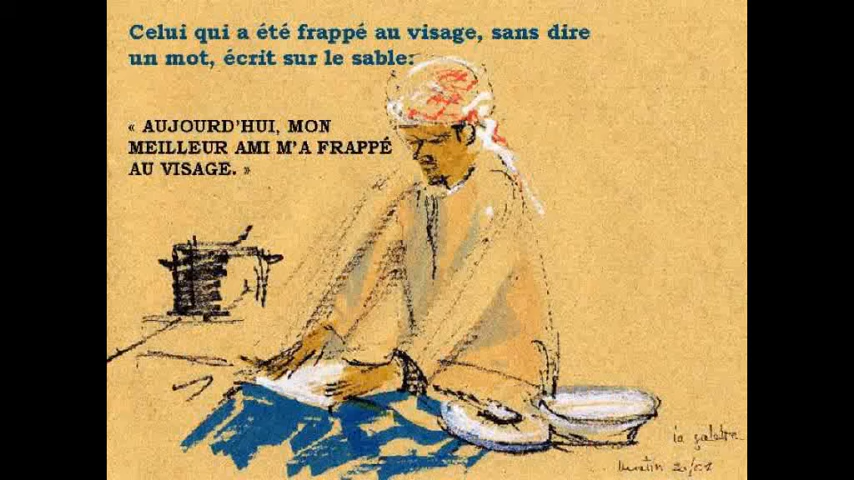 Celui qui a été frappé au visage, sans dire
un mot, écrit sur le sable:
« AUJOURD'HUI, MON
MEILLEUR AMI M'A FRAPPÉ
AU VISAGE. »
la galette